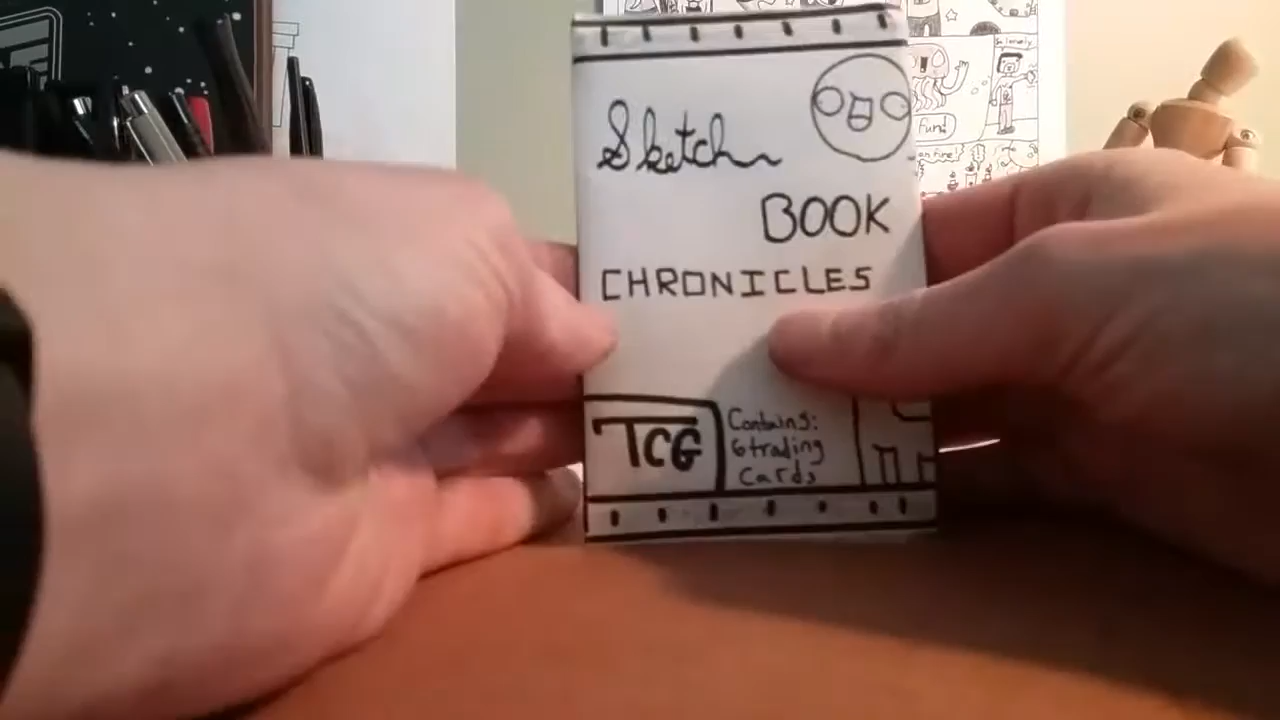 Sketch
BOOK
CHRONICLES
TCG
Contains:
6 trading
Cards
Fun!